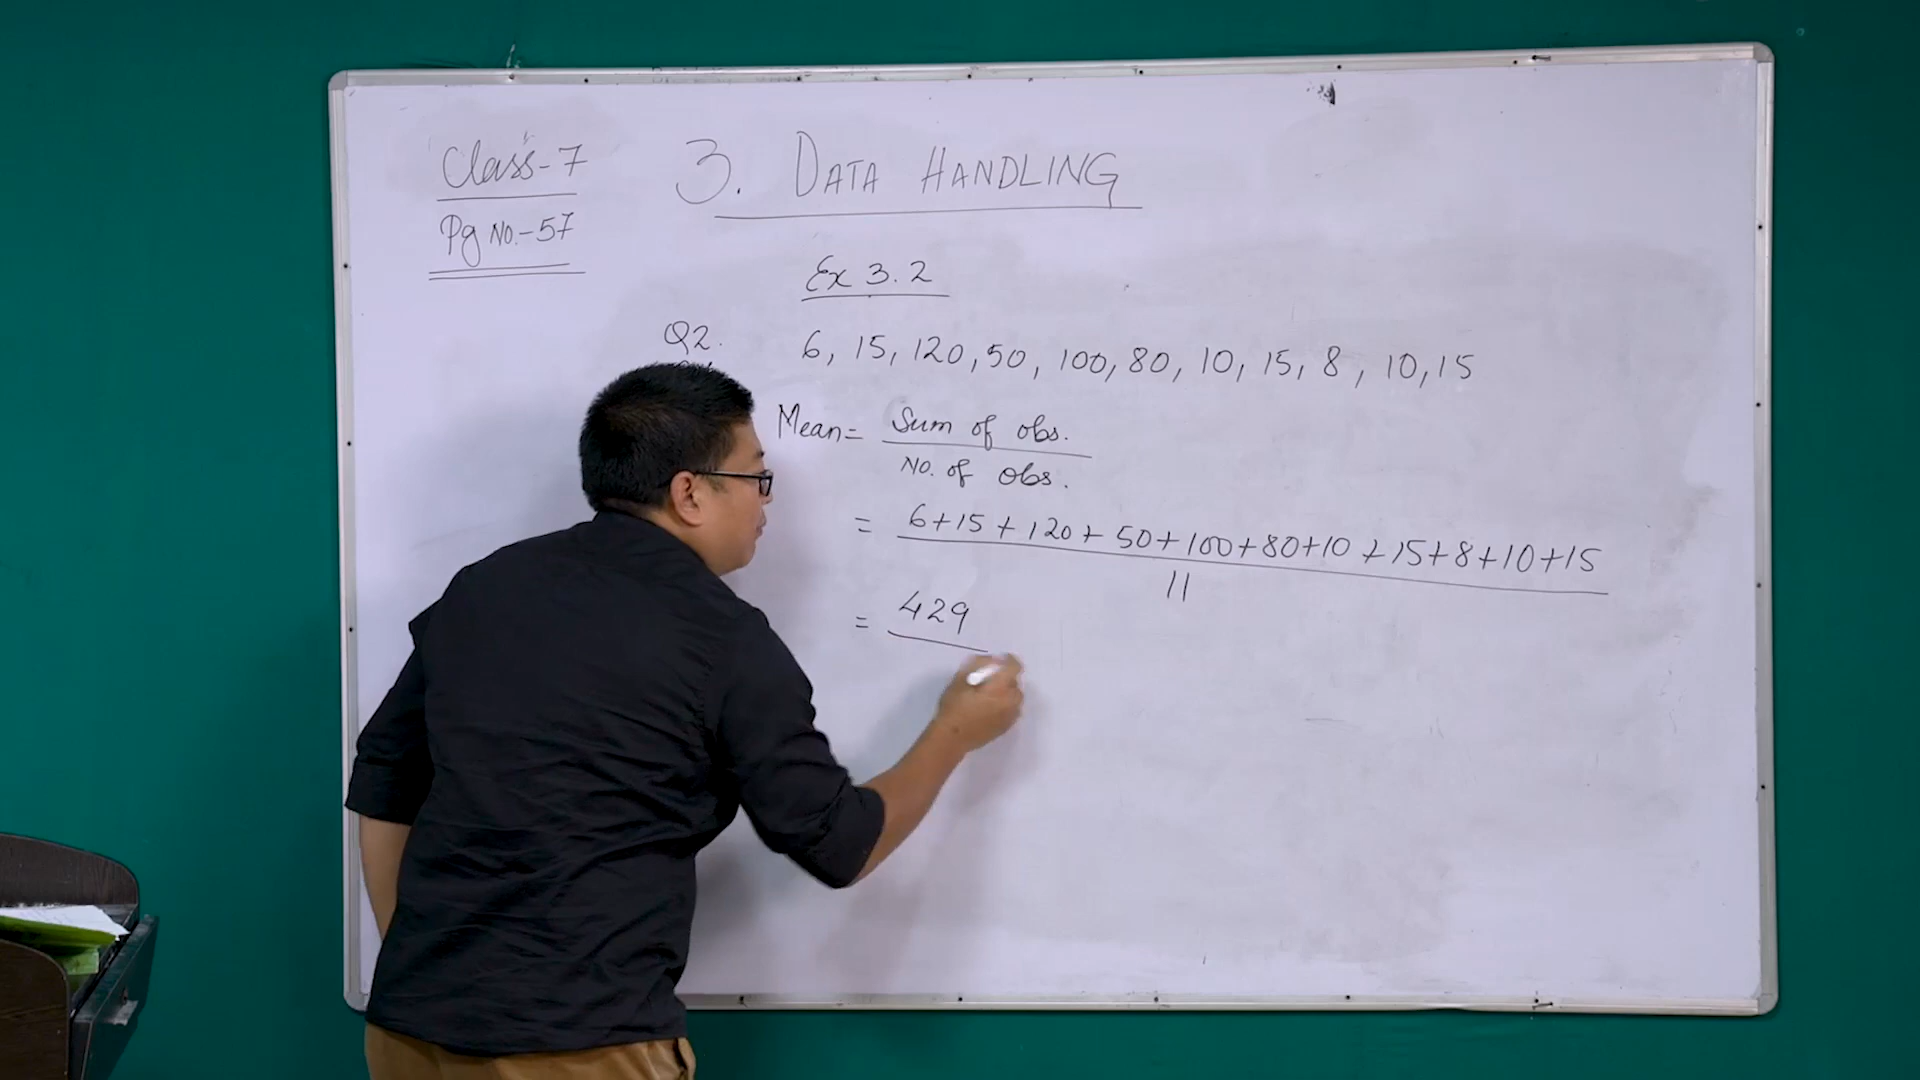 Class-7
Pg No.-57
3. DATA HANDLING
Ex 3.2
Q2. 6, 15, 120, 50, 100, 80, 10, 15, 8, 10, 15
Mean = Sum of obs.
No. of obs.
= 6+15+120+50+100+80+10+15+8+10+15
11
= 429